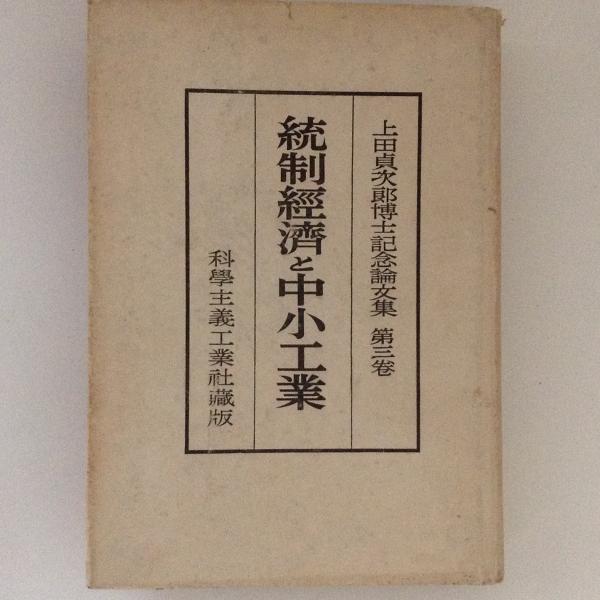 上田貞次郎博士記念論文集 第三卷
統制經濟と中小工業
科學主義工業社藏版